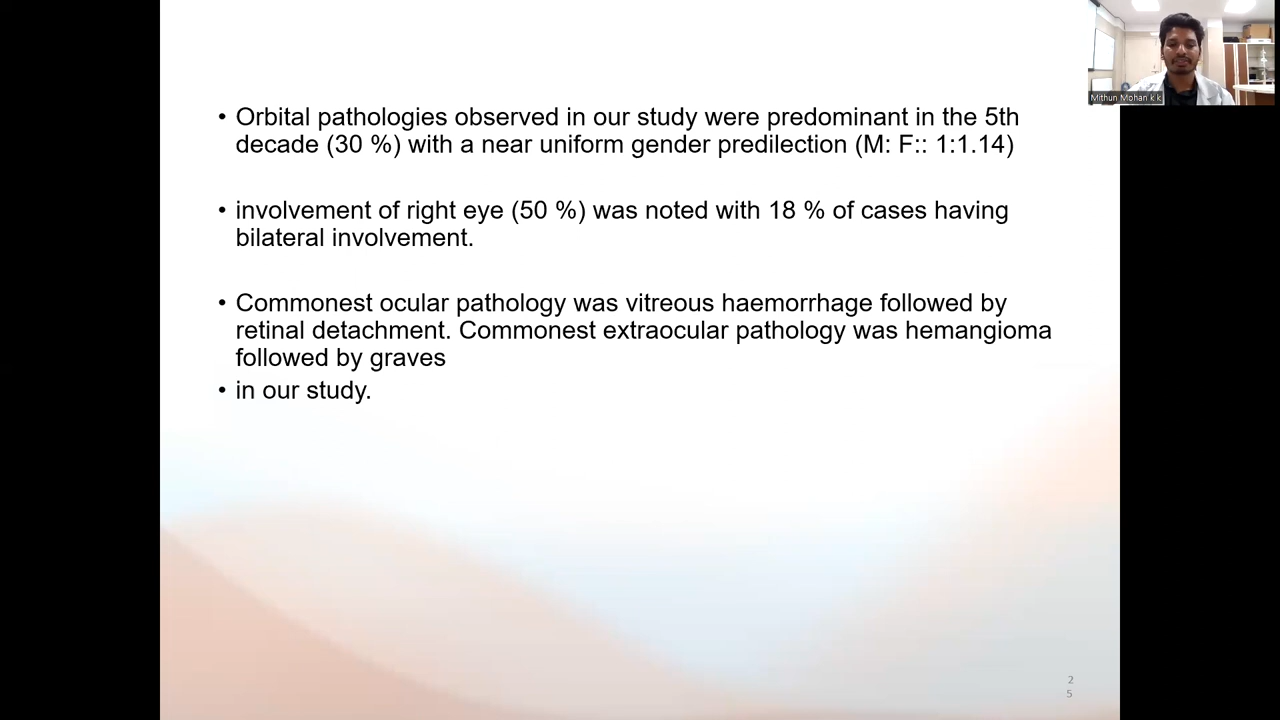 • Orbital pathologies observed in our study were predominant in the 5th
decade (30 %) with a near uniform gender predilection (M: F:: 1:1.14)
• involvement of right eye (50 %) was noted with 18 % of cases having
bilateral involvement.
• Commonest ocular pathology was vitreous haemorrhage followed by
retinal detachment. Commonest extraocular pathology was hemangioma
followed by graves
• in our study.
Mithun Mohan k k
2
5